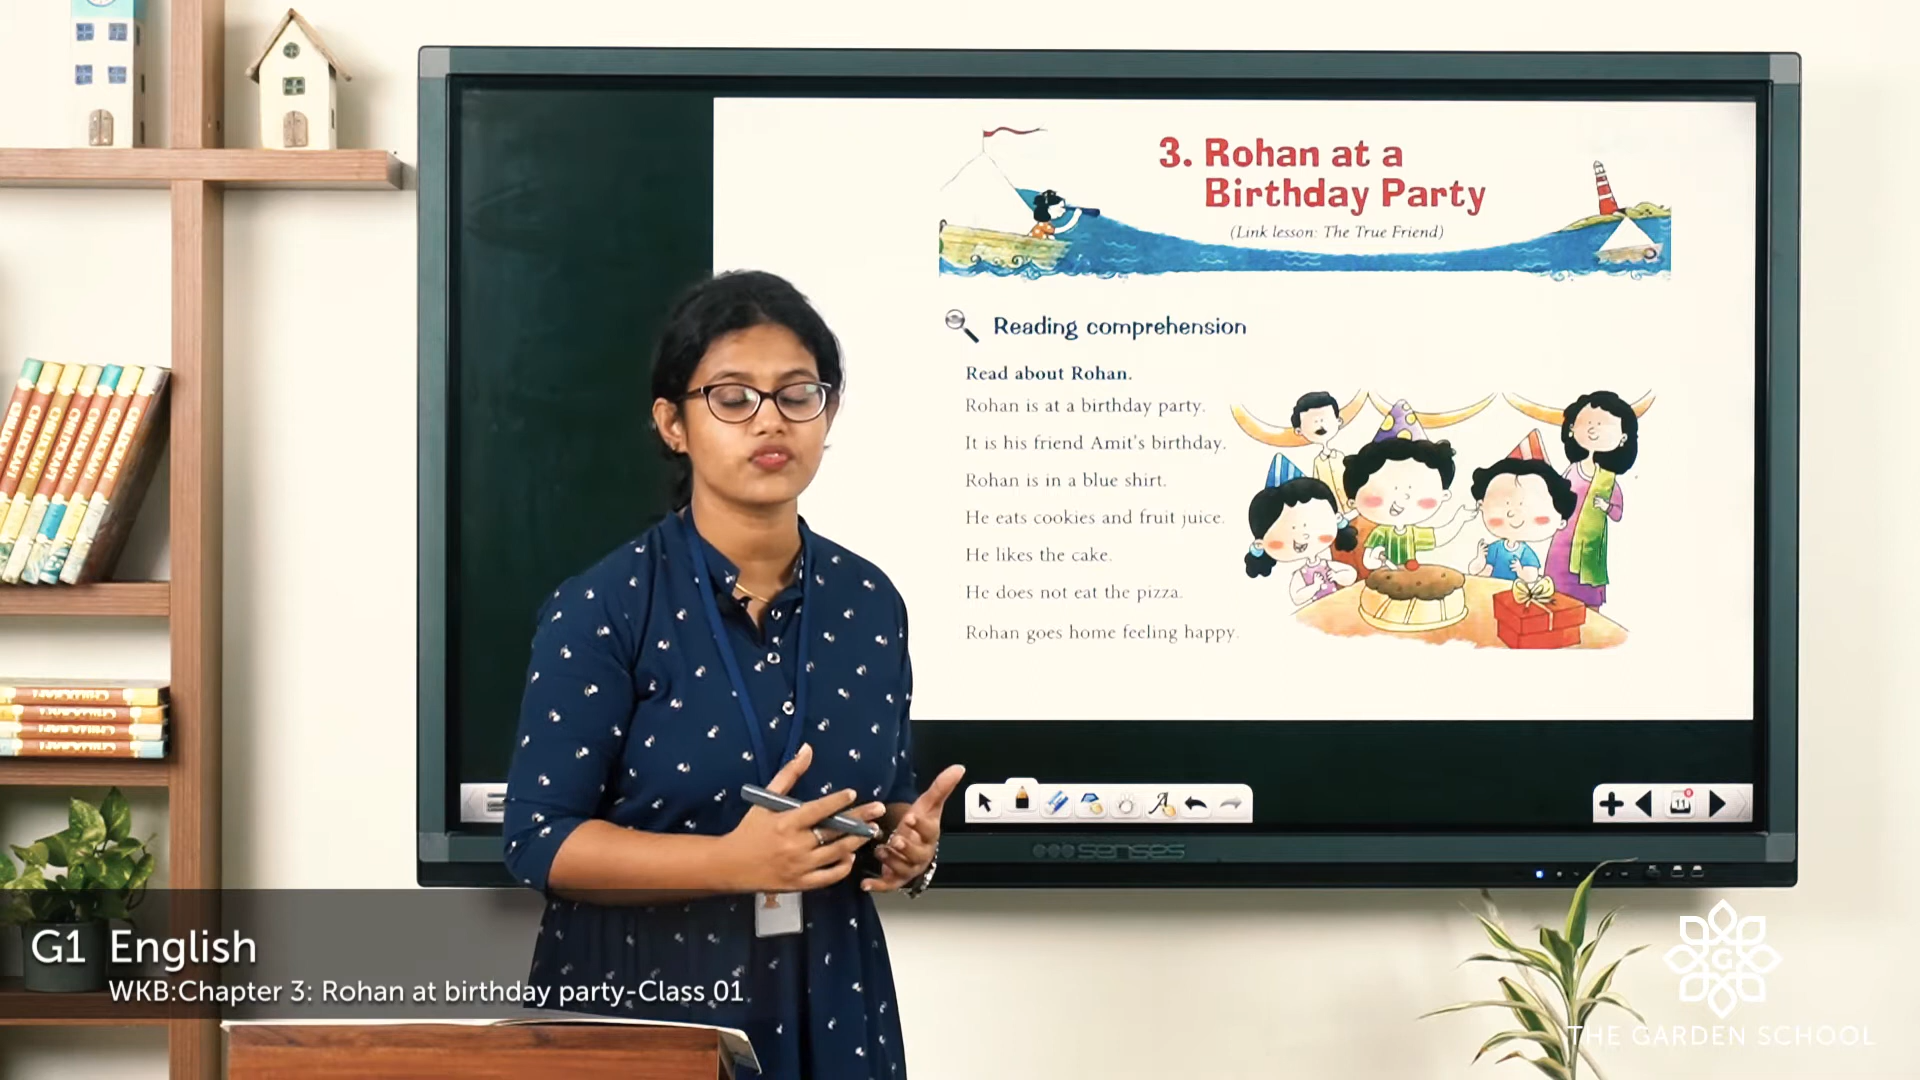 3. Rohan at a
Birthday Party
(Link lesson: The True Friend)
Reading comprehension
Read about Rohan.
Rohan is at a birthday party.
It is his friend Amit's birthday.
Rohan is in a blue shirt.
He eats cookies and fruit juice.
He likes the cake.
He does not eat the pizza.
Rohan goes home feeling happy.
11
senses
G1 English
WKB:Chapter 3: Rohan at birthday party-Class 01
G
THE GARDEN SCHOOL